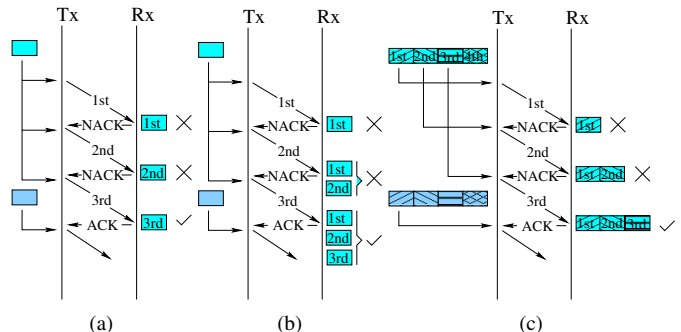 Tx Rx
1st
NACK 1st
2nd
NACK 2nd
3rd
ACK 3rd
(a)
Tx Rx
1st
NACK 1st
2nd
NACK 1st
2nd
3rd
ACK 1st
2nd
3rd
(b)
Tx Rx
1st 2nd 3rd 4th
1st
NACK 1st
2nd
NACK 1st 2nd
3rd
ACK 1st 2nd 3rd
(c)